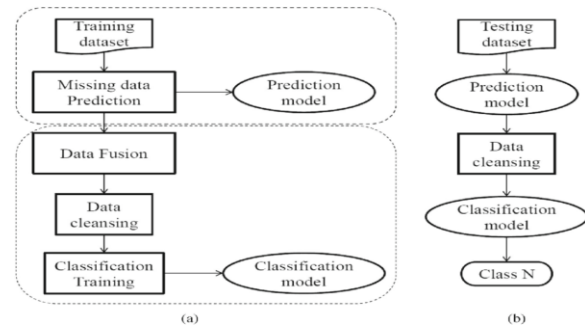 Training
dataset
Missing data
Prediction
Prediction
model
Data Fusion
Data
cleansing
Classification
Training
Classification
model
(a)
Testing
dataset
Prediction
model
Data
cleansing
Classification
model
Class N
(b)